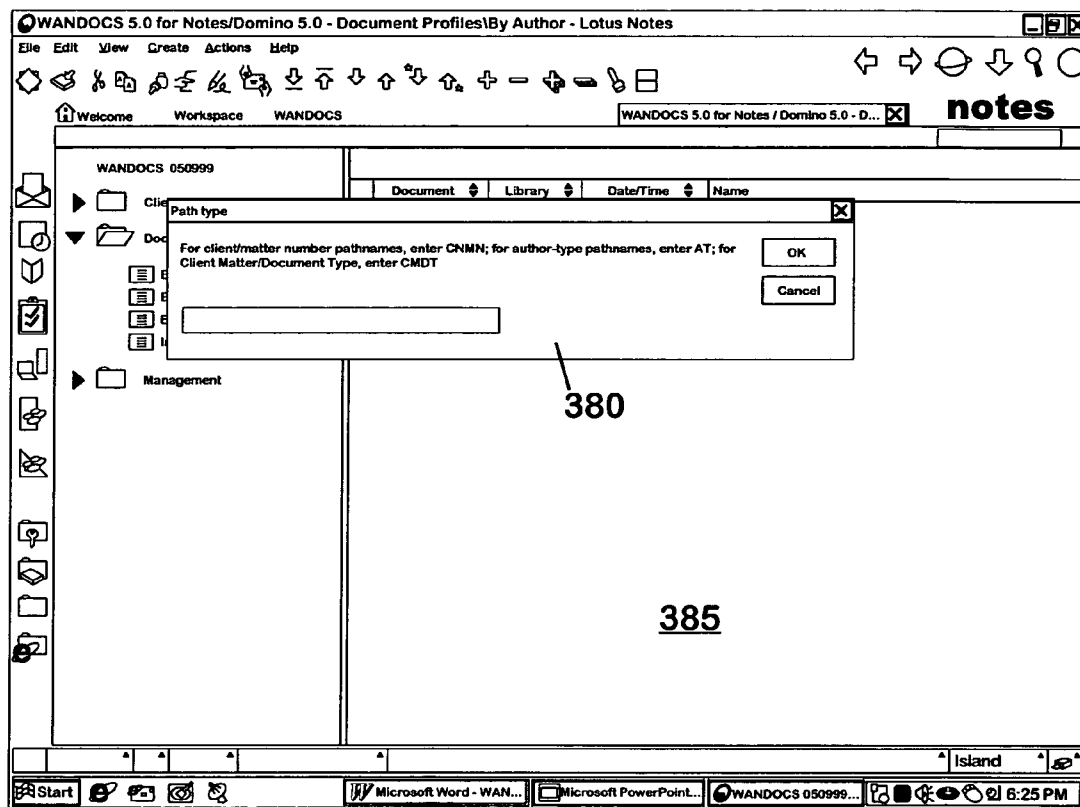 WANDOCS 5.0 for Notes/Domino 5.0 - Document Profiles\By Author - Lotus Notes
File Edit View Create Actions Help
notes
Welcome Workspace WANDOCS
WANDOCS 5.0 for Notes / Domino 5.0 - D...
WANDOCS 050999
Document Library Date/Time Name
Clie
Path type
Doc
For client/matter number pathnames, enter CNMN; for author-type pathnames, enter AT; for
Client Matter/Document Type, enter CMDT
OK
Cancel
Management
380
385
Island
Start Microsoft Word - WAN... Microsoft PowerPoint... WANDOCS 050999... 6:25 PM